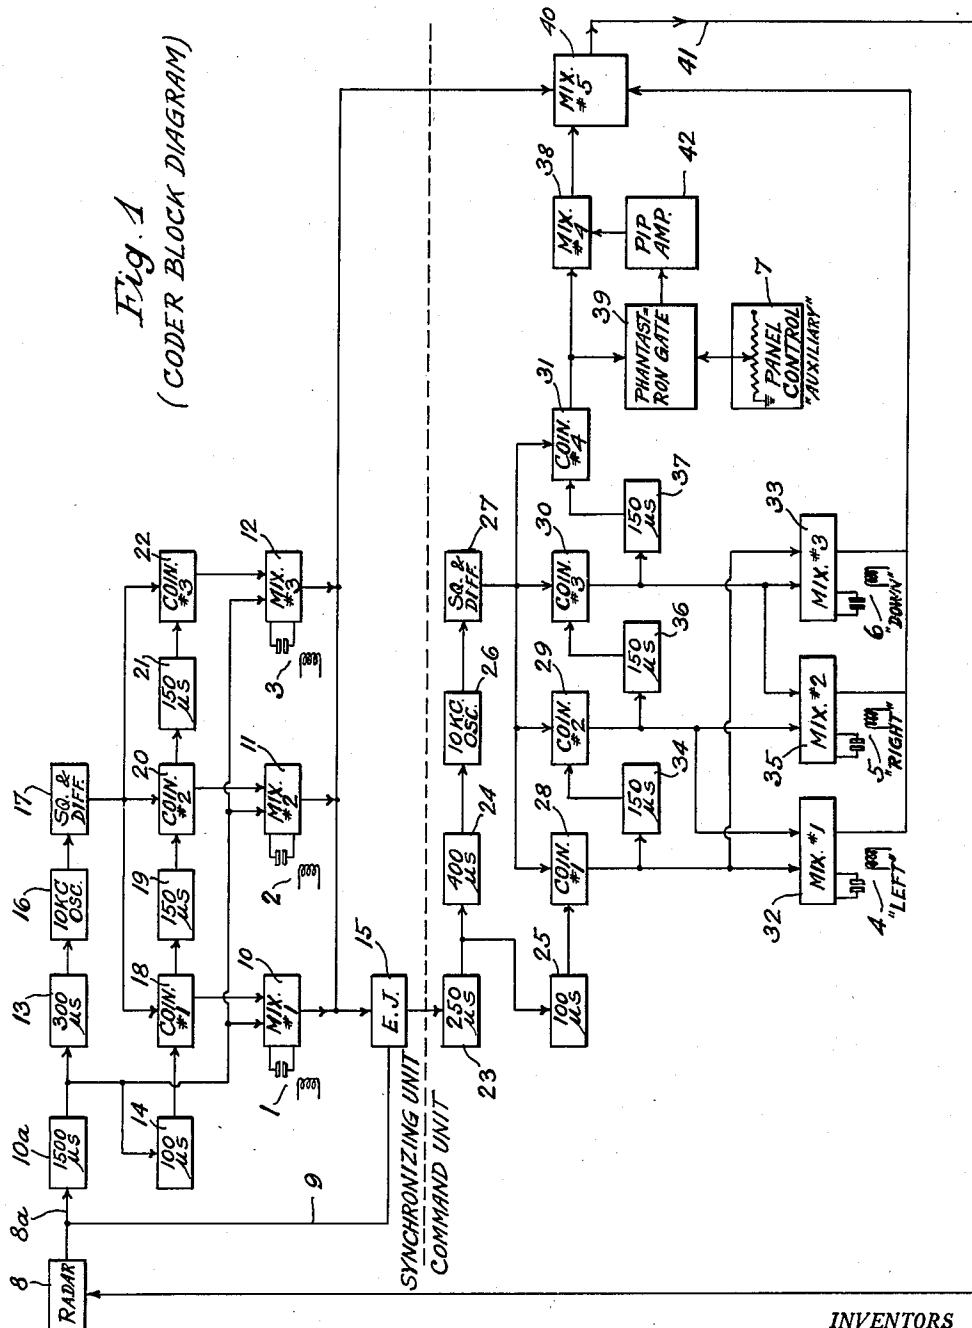 Fig. 1
(CODER BLOCK DIAGRAM)
8
RADAR
8a
9
10a
1500
µS
13
300
µS
16
10KC
OSC.
17
SQ. &
DIFF.
14
100
µS
18
COIN.
#1
19
150
µS
20
COIN.
#2
21
150
µS
22
COIN.
#3
10
MIX.
#1
1
11
MIX.
#2
2
12
MIX.
#3
3
15
E.J.
SYNCHRONIZING UNIT
COMMAND UNIT
23
250
µS
24
400
µS
26
10KC
OSC.
27
SQ. &
DIFF.
25
100
µS
28
COIN.
#1
29
COIN.
#2
30
COIN.
#3
31
COIN.
#4
34
150
µS
36
150
µS
37
150
µS
38
MIX.
#4
40
MIX.
#5
41
39
PHANTAST=
RON GATE
42
PIP
AMP.
7
PANEL
CONTROL
"AUXILIARY"
32
MIX. #1
4
"LEFT"
35
MIX. #2
5
"RIGHT"
33
MIX. #3
6
"DOWN"
INVENTORS